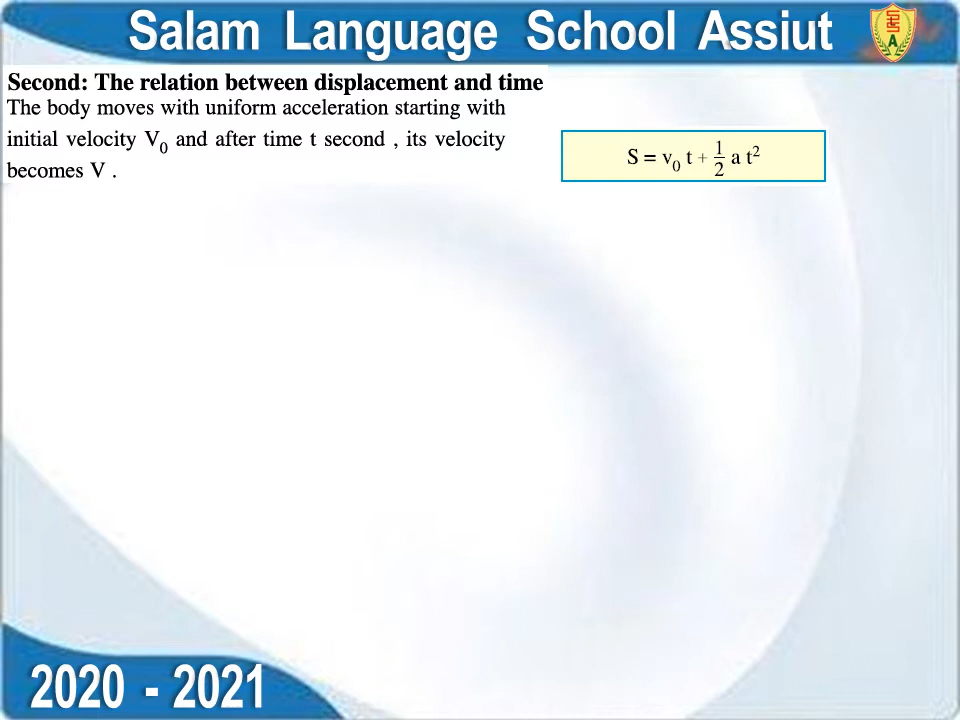 Salam Language School Assiut
Second: The relation between displacement and time
The body moves with uniform acceleration starting with
initial velocity V₀ and after time t second , its velocity
becomes V .
S = v₀ t + 1/2 a t²
2020 - 2021